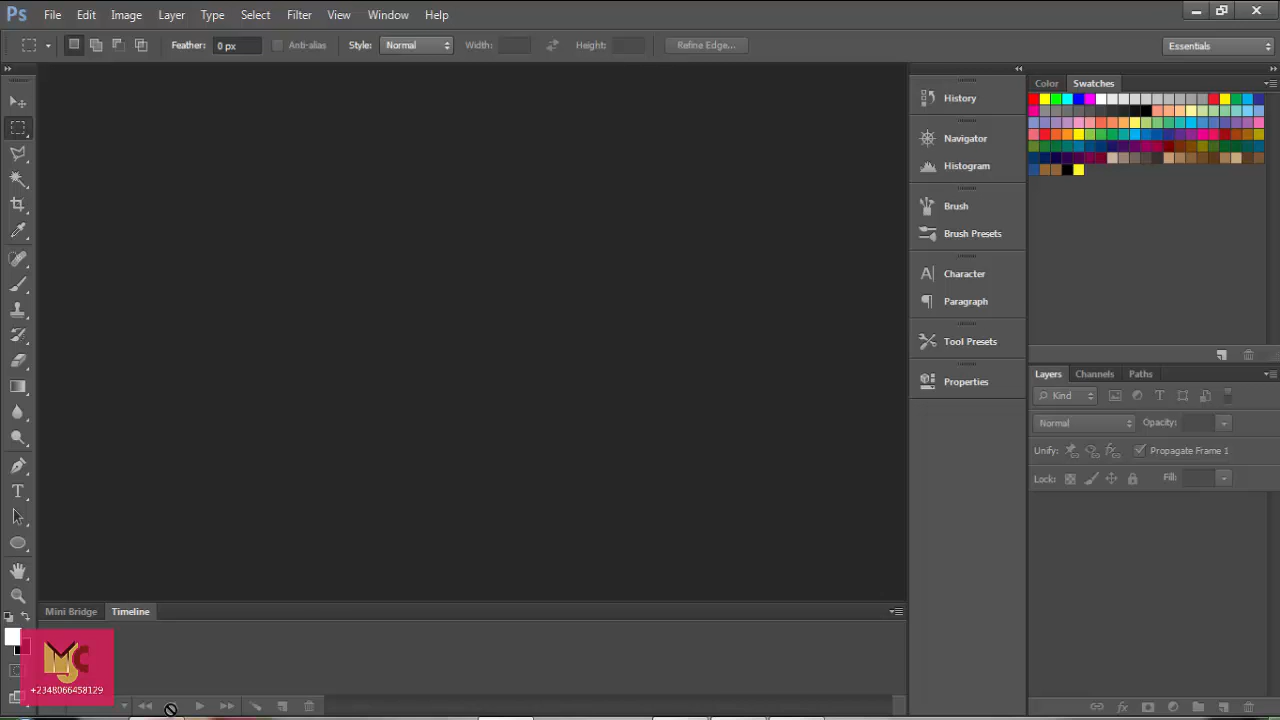 Ps File Edit Image Layer Type Select Filter View Window Help
Feather: 0 px Anti-alias Style: Normal Width: Height: Refine Edge... Essentials
Color Swatches
History
Navigator
Histogram
Brush
Brush Presets
Character
Paragraph
Tool Presets
Properties
Layers Channels Paths
Kind
Normal Opacity:
Unify: Propagate Frame 1
Lock: Fill:
Mini Bridge Timeline
MJC
+2348066458129